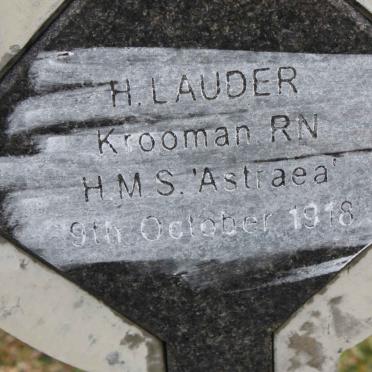 H. LAUDER
Krooman RN
H.M.S. 'Astraea'
9th October 1918